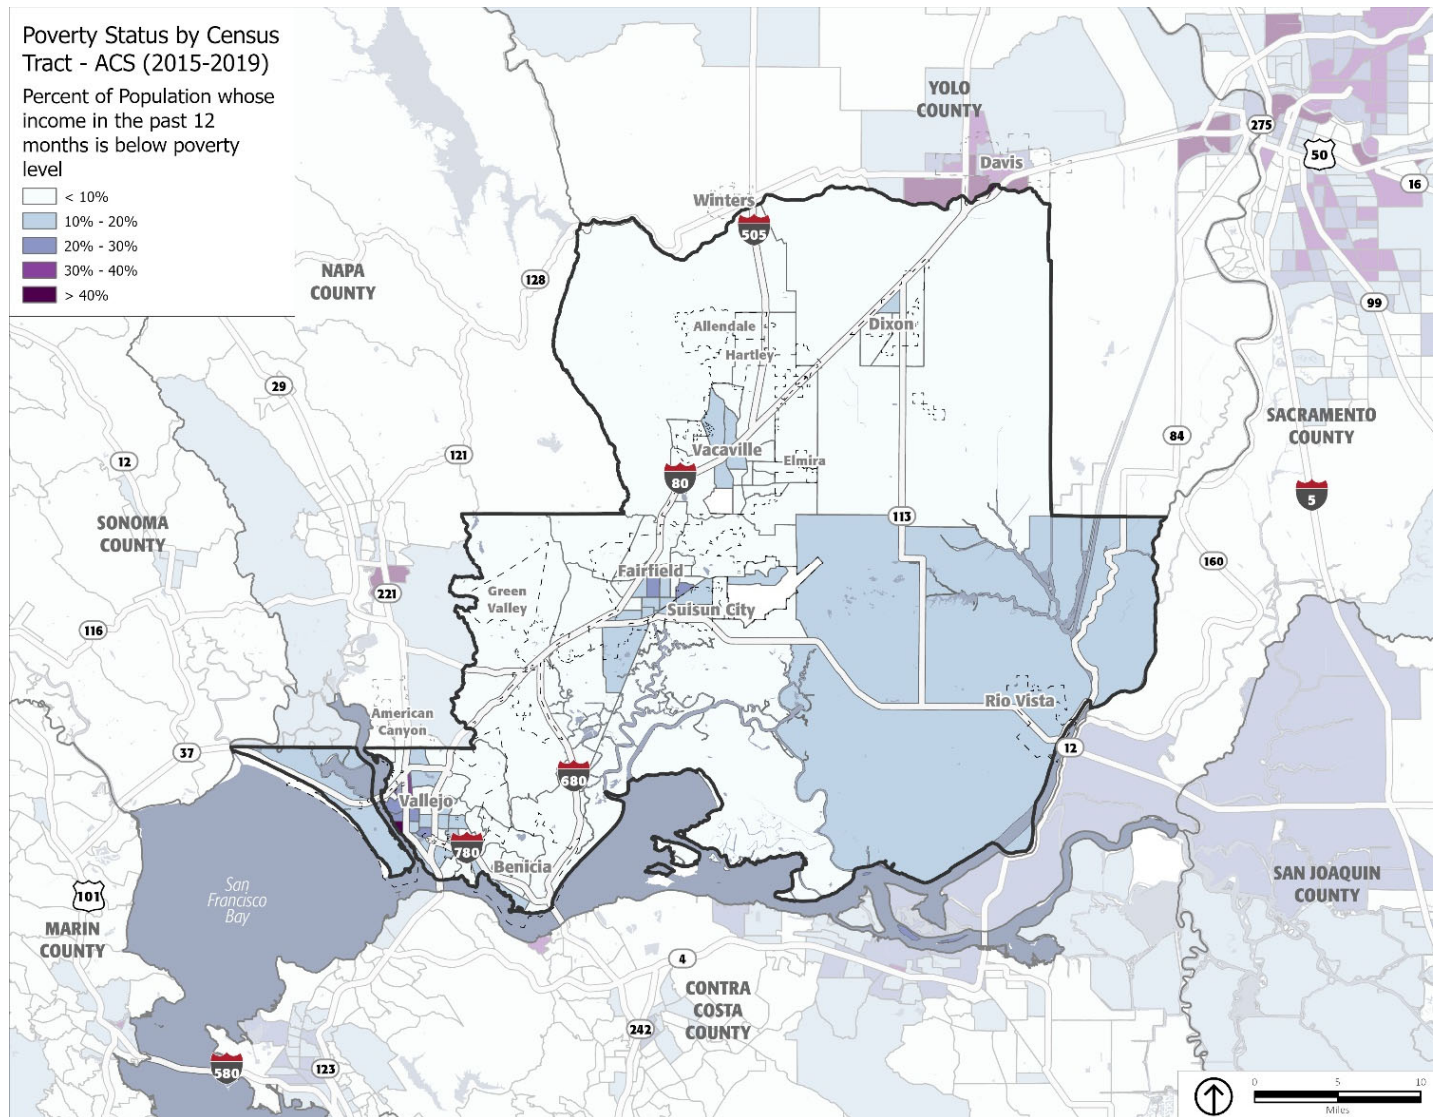 Poverty Status by Census
Tract - ACS (2015-2019)
Percent of Population whose
income in the past 12
months is below poverty
level
< 10%
10% - 20%
20% - 30%
30% - 40%
> 40%
YOLO
COUNTY
275
50
Davis
16
Winters
505
NAPA
COUNTY
128
99
Allendale
Dixon
Hartley
29
SACRAMENTO
COUNTY
84
12
121
Vacaville
Elmira
80
5
SONOMA
COUNTY
113
160
Fairfield
Green
Valley
221
Suisun City
116
Rio Vista
American
Canyon
37
12
680
Vallejo
780
Benicia
San
Francisco
Bay
101
MARIN
COUNTY
SAN JOAQUIN
COUNTY
4
CONTRA
COSTA
COUNTY
242
580
123
0 5 10
Miles